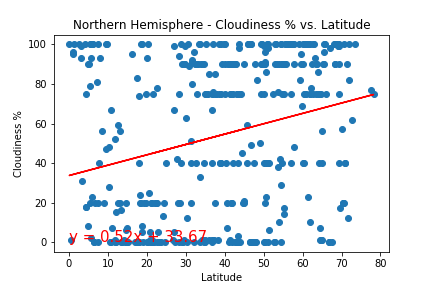 Northern Hemisphere - Cloudiness % vs. Latitude
100
80
60
40
20
0
Cloudiness %
y = 0.52x + 33.67
0 10 20 30 40 50 60 70 80
Latitude